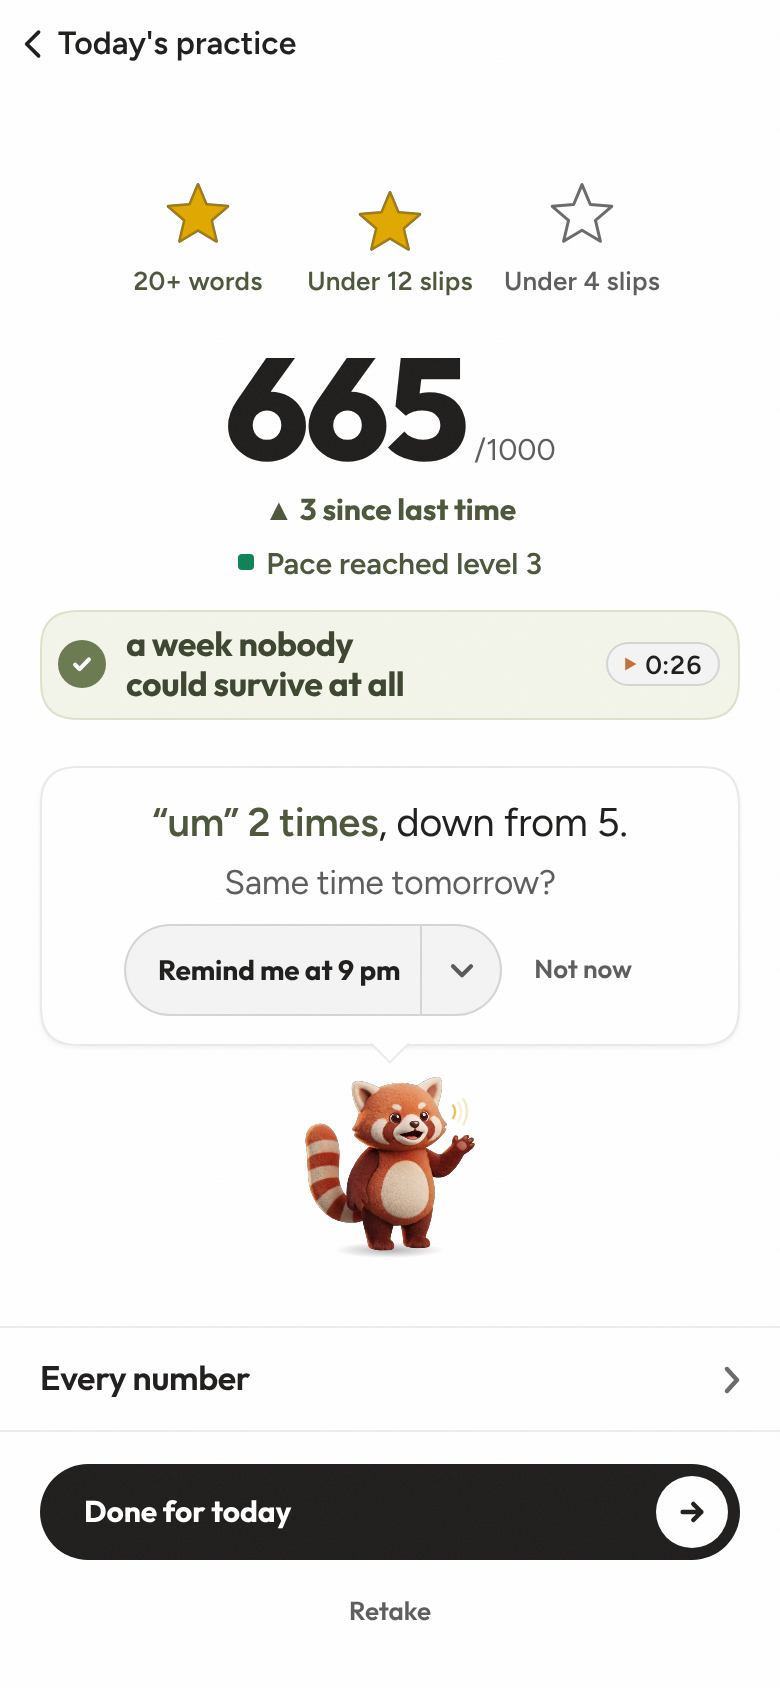 Today's practice
20+ words
Under 12 slips
Under 4 slips
665 /1000
▲ 3 since last time
Pace reached level 3
a week nobody
could survive at all
0:26
“um” 2 times, down from 5.
Same time tomorrow?
Remind me at 9 pm
Not now
Every number
Done for today
Retake